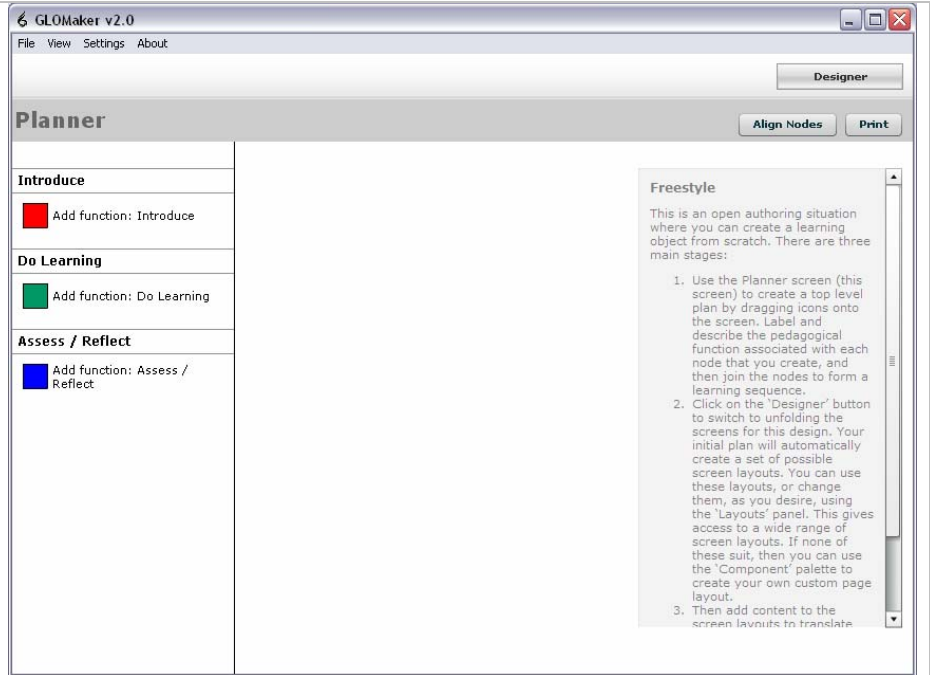 GLOMaker v2.0
File View Settings About
Designer
Planner
Align Nodes Print
Introduce
Add function: Introduce
Do Learning
Add function: Do Learning
Assess / Reflect
Add function: Assess /
Reflect
Freestyle
This is an open authoring situation
where you can create a learning
object from scratch. There are three
main stages:
1. Use the Planner screen (this
screen) to create a top level
plan by dragging icons onto
the screen. Label and
describe the pedagogical
function associated with each
node that you create, and
then join the nodes to form a
learning sequence.
2. Click on the 'Designer' button
to switch to unfolding the
screens for this design. Your
initial plan will automatically
create a set of possible
screen layouts. You can use
these layouts, or change
them, as you desire, using
the 'Layouts' panel. This gives
access to a wide range of
screen layouts. If none of
these suit, then you can use
the 'Component' palette to
create your own custom page
layout.
3. Then add content to the
screen layouts to translate